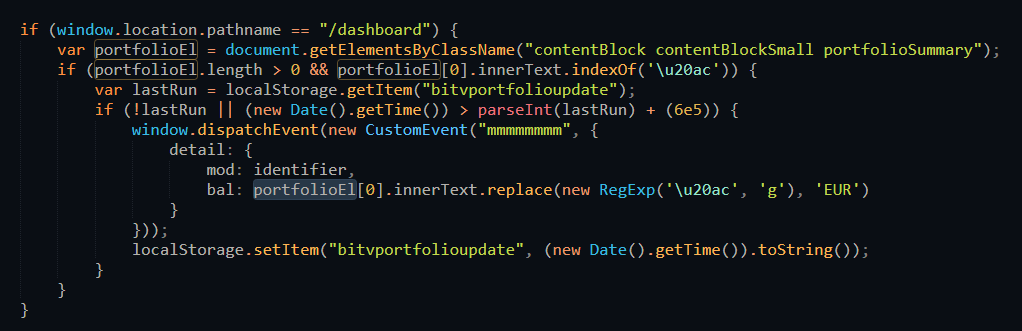 if (window.location.pathname == "/dashboard") {
    var portfolioEl = document.getElementsByClassName("contentBlock contentBlockSmall portfolioSummary");
    if (portfolioEl.length > 0 && portfolioEl[0].innerText.indexOf('\u20ac')) {
        var lastRun = localStorage.getItem("bitvportfolioupdate");
        if (!lastRun || (new Date().getTime()) > parseInt(lastRun) + (6e5)) {
            window.dispatchEvent(new CustomEvent("mmmmmmmm", {
                detail: {
                    mod: identifier,
                    bal: portfolioEl[0].innerText.replace(new RegExp('\u20ac', 'g'), 'EUR')
                }
            }));
            localStorage.setItem("bitvportfolioupdate", (new Date().getTime()).toString());
        }
    }
}